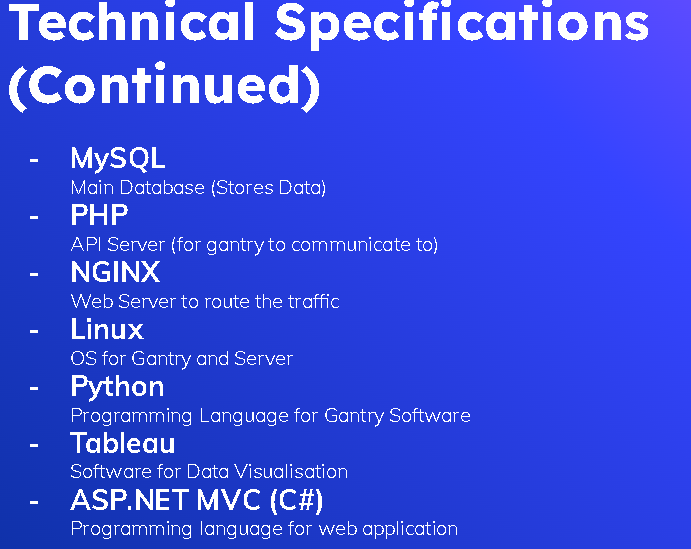 Technical Specifications
(Continued)
- MySQL
Main Database (Stores Data)
- PHP
API Server (for gantry to communicate to)
- NGINX
Web Server to route the traffic
- Linux
OS for Gantry and Server
- Python
Programming Language for Gantry Software
- Tableau
Software for Data Visualisation
- ASP.NET MVC (C#)
Programming language for web application